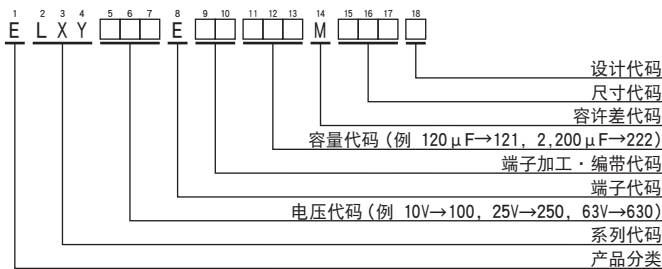 1 2 3 4 5 6 7 8 9 10 11 12 13 14 15 16 17 18
E L X Y □□□ E □□ □□□ M □□□ □
设计代码
尺寸代码
容许差代码
容量代码（例 120μF→121，2,200μF→222）
端子加工・编带代码
端子代码
电压代码（例 10V→100，25V→250，63V→630）
系列代码
产品分类